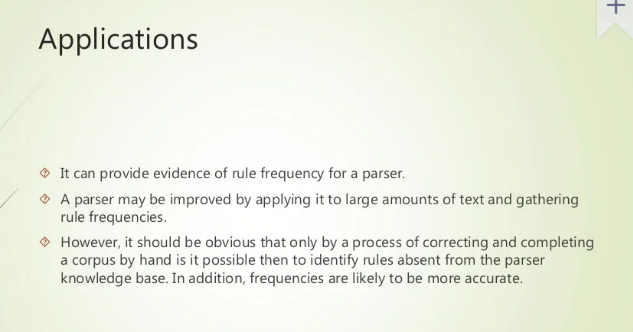 Applications
It can provide evidence of rule frequency for a parser.
A parser may be improved by applying it to large amounts of text and gathering
rule frequencies.
However, it should be obvious that only by a process of correcting and completing
a corpus by hand is it possible then to identify rules absent from the parser
knowledge base. In addition, frequencies are likely to be more accurate.